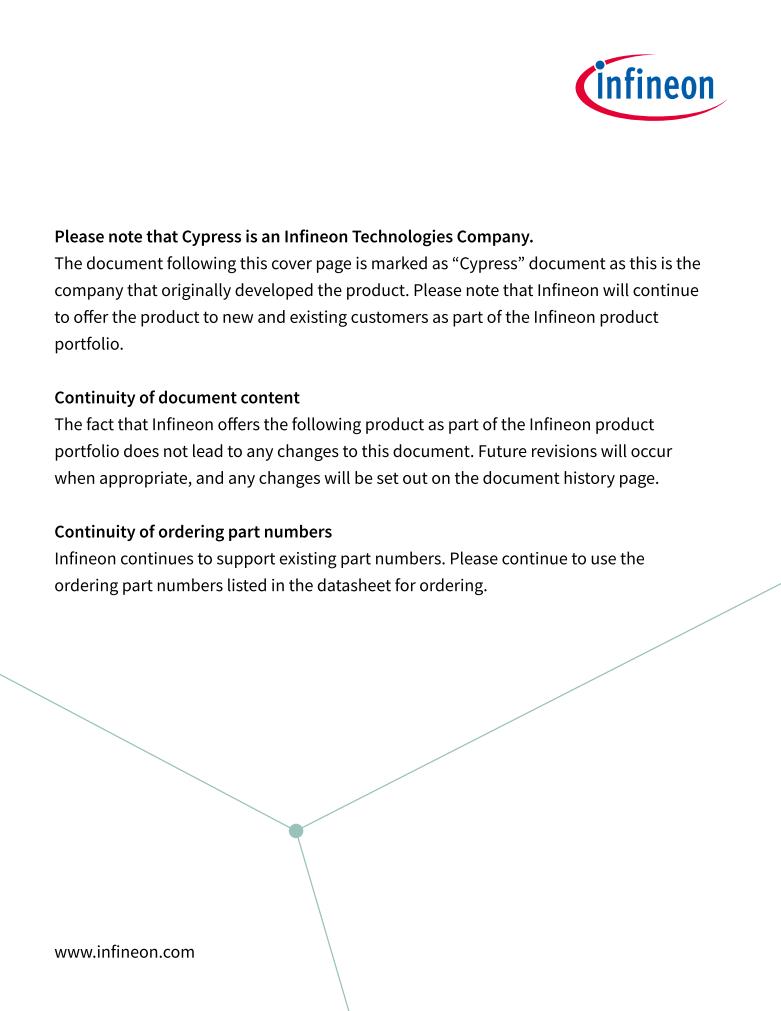 infineon
Please note that Cypress is an Infineon Technologies Company.
The document following this cover page is marked as “Cypress” document as this is the
company that originally developed the product. Please note that Infineon will continue
to offer the product to new and existing customers as part of the Infineon product
portfolio.
Continuity of document content
The fact that Infineon offers the following product as part of the Infineon product
portfolio does not lead to any changes to this document. Future revisions will occur
when appropriate, and any changes will be set out on the document history page.
Continuity of ordering part numbers
Infineon continues to support existing part numbers. Please continue to use the
ordering part numbers listed in the datasheet for ordering.
www.infineon.com